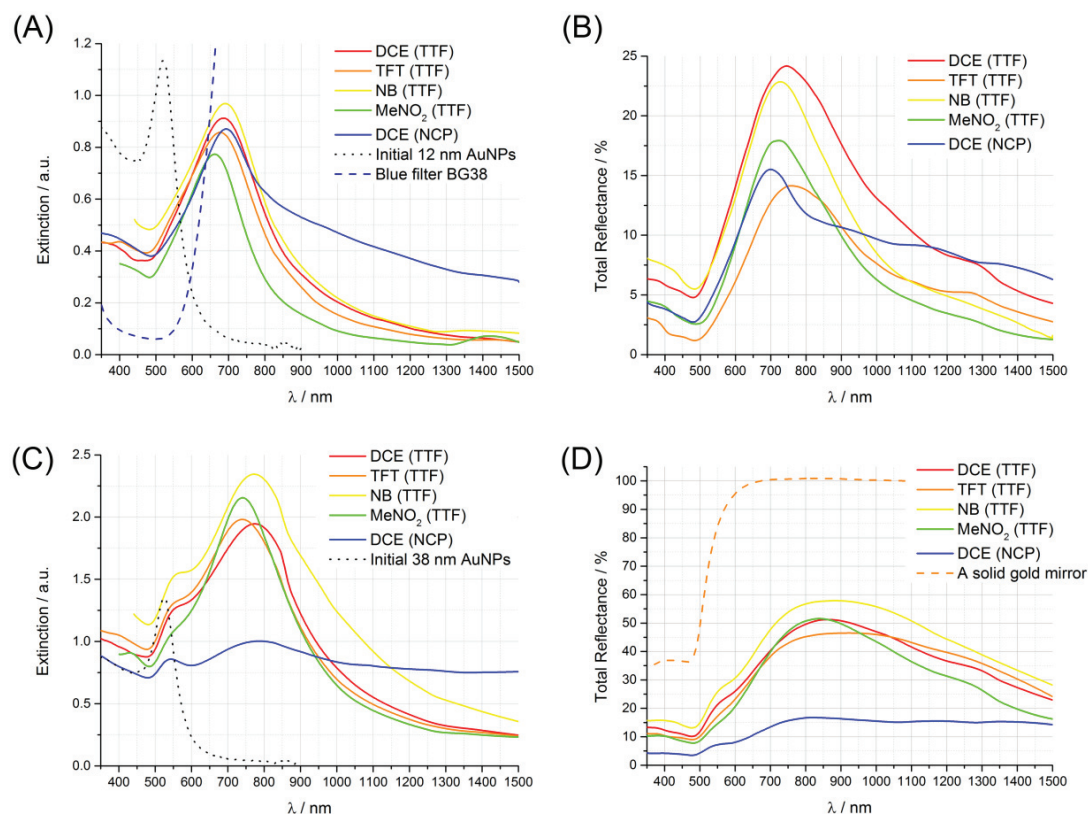 (A)
Extinction / a.u.
1.2
1.0
0.8
0.6
0.4
0.2
0.0
400 500 600 700 800 900 1000 1100 1200 1300 1400 1500
λ / nm
DCE (TTF)
TFT (TTF)
NB (TTF)
MeNO₂ (TTF)
DCE (NCP)
Initial 12 nm AuNPs
Blue filter BG38
(B)
Total Reflectance / %
25
20
15
10
5
0
400 500 600 700 800 900 1000 1100 1200 1300 1400 1500
λ / nm
DCE (TTF)
TFT (TTF)
NB (TTF)
MeNO₂ (TTF)
DCE (NCP)
(C)
Extinction / a.u.
2.5
2.0
1.5
1.0
0.5
0.0
400 500 600 700 800 900 1000 1100 1200 1300 1400 1500
λ / nm
DCE (TTF)
TFT (TTF)
NB (TTF)
MeNO₂ (TTF)
DCE (NCP)
Initial 38 nm AuNPs
(D)
Total Reflectance / %
100
90
80
70
60
50
40
30
20
15
10
0
400 500 600 700 800 900 1000 1100 1200 1300 1400 1500
λ / nm
DCE (TTF)
TFT (TTF)
NB (TTF)
MeNO₂ (TTF)
DCE (NCP)
A solid gold mirror